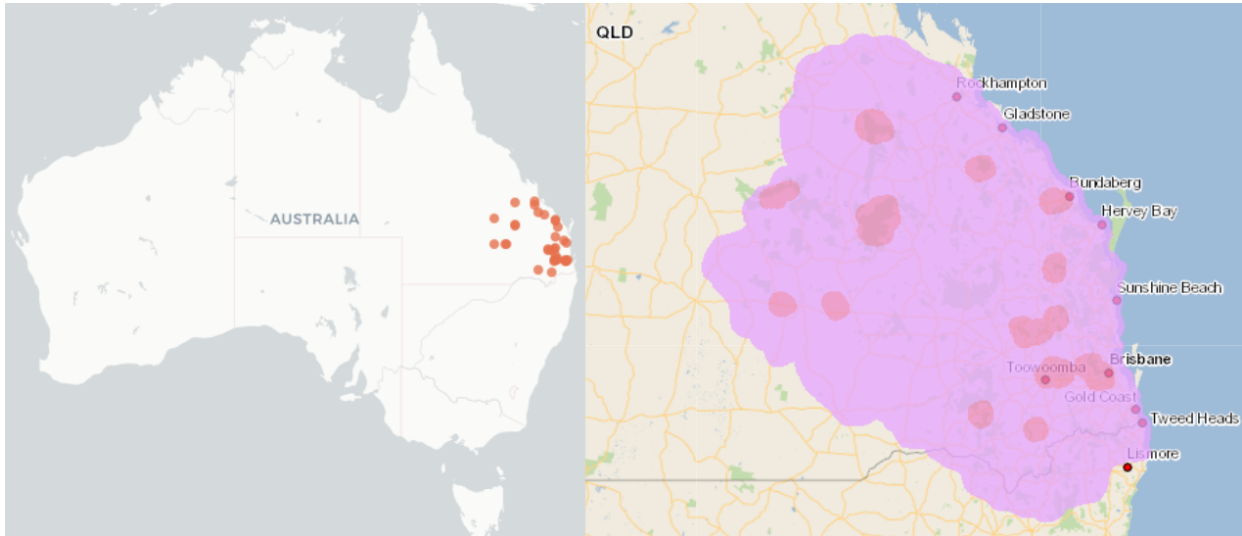 AUSTRALIA
QLD
Rockhampton
Gladstone
Bundaberg
Hervey Bay
Sunshine Beach
Brisbane
Toowoomba
Gold Coast
Tweed Heads
Lismore